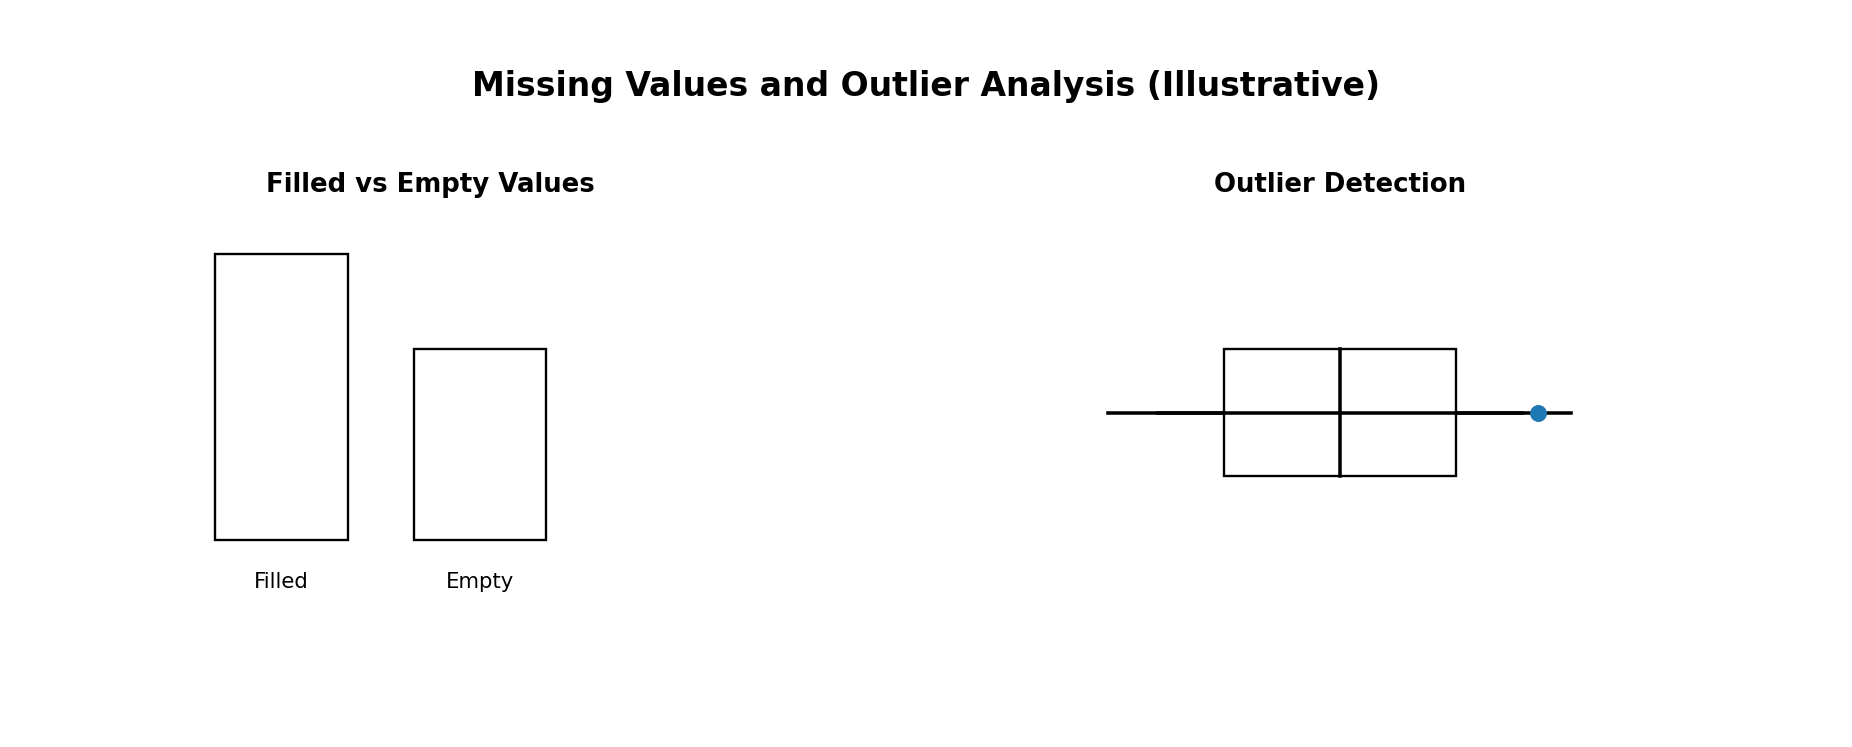 Missing Values and Outlier Analysis (Illustrative)
Filled vs Empty Values
Outlier Detection
Filled
Empty